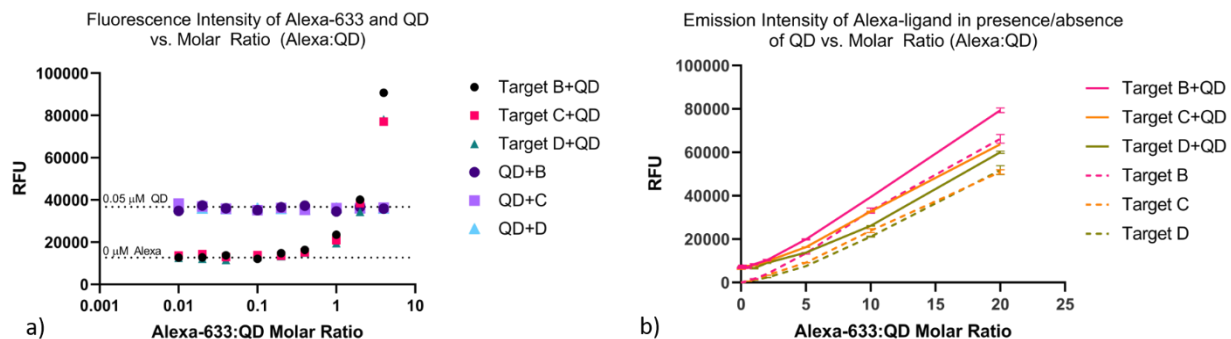 Fluorescence Intensity of Alexa-633 and QD
vs. Molar Ratio (Alexa:QD)
100000
80000
60000
40000
20000
0
RFU
0.05 μM QD
0 μM Alexa
0.001
0.01
0.1
1
10
Alexa-633:QD Molar Ratio
Target B+QD
Target C+QD
Target D+QD
QD+B
QD+C
QD+D
a)
Emission Intensity of Alexa-ligand in presence/absence
of QD vs. Molar Ratio (Alexa:QD)
100000
80000
60000
40000
20000
0
RFU
0
5
10
15
20
25
Alexa-633:QD Molar Ratio
Target B+QD
Target C+QD
Target D+QD
Target B
Target C
Target D
b)